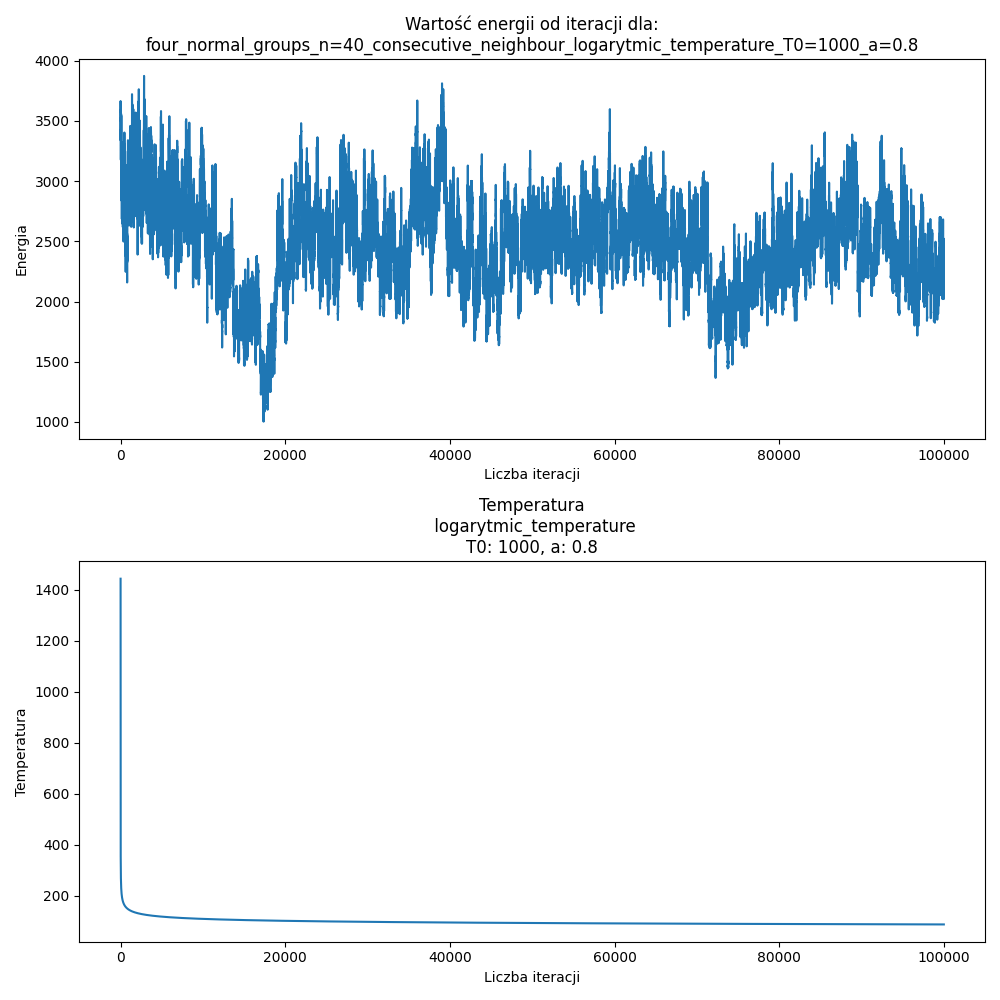 Wartość energii od iteracji dla:
four_normal_groups_n=40_consecutive_neighbour_logarytmic_temperature_T0=1000_a=0.8
4000
3500
3000
2500
2000
1500
1000
Energia
0 20000 40000 60000 80000 100000
Liczba iteracji
Temperatura
logarytmic_temperature
T0: 1000, a: 0.8
1400
1200
1000
800
600
400
200
Temperatura
0 20000 40000 60000 80000 100000
Liczba iteracji